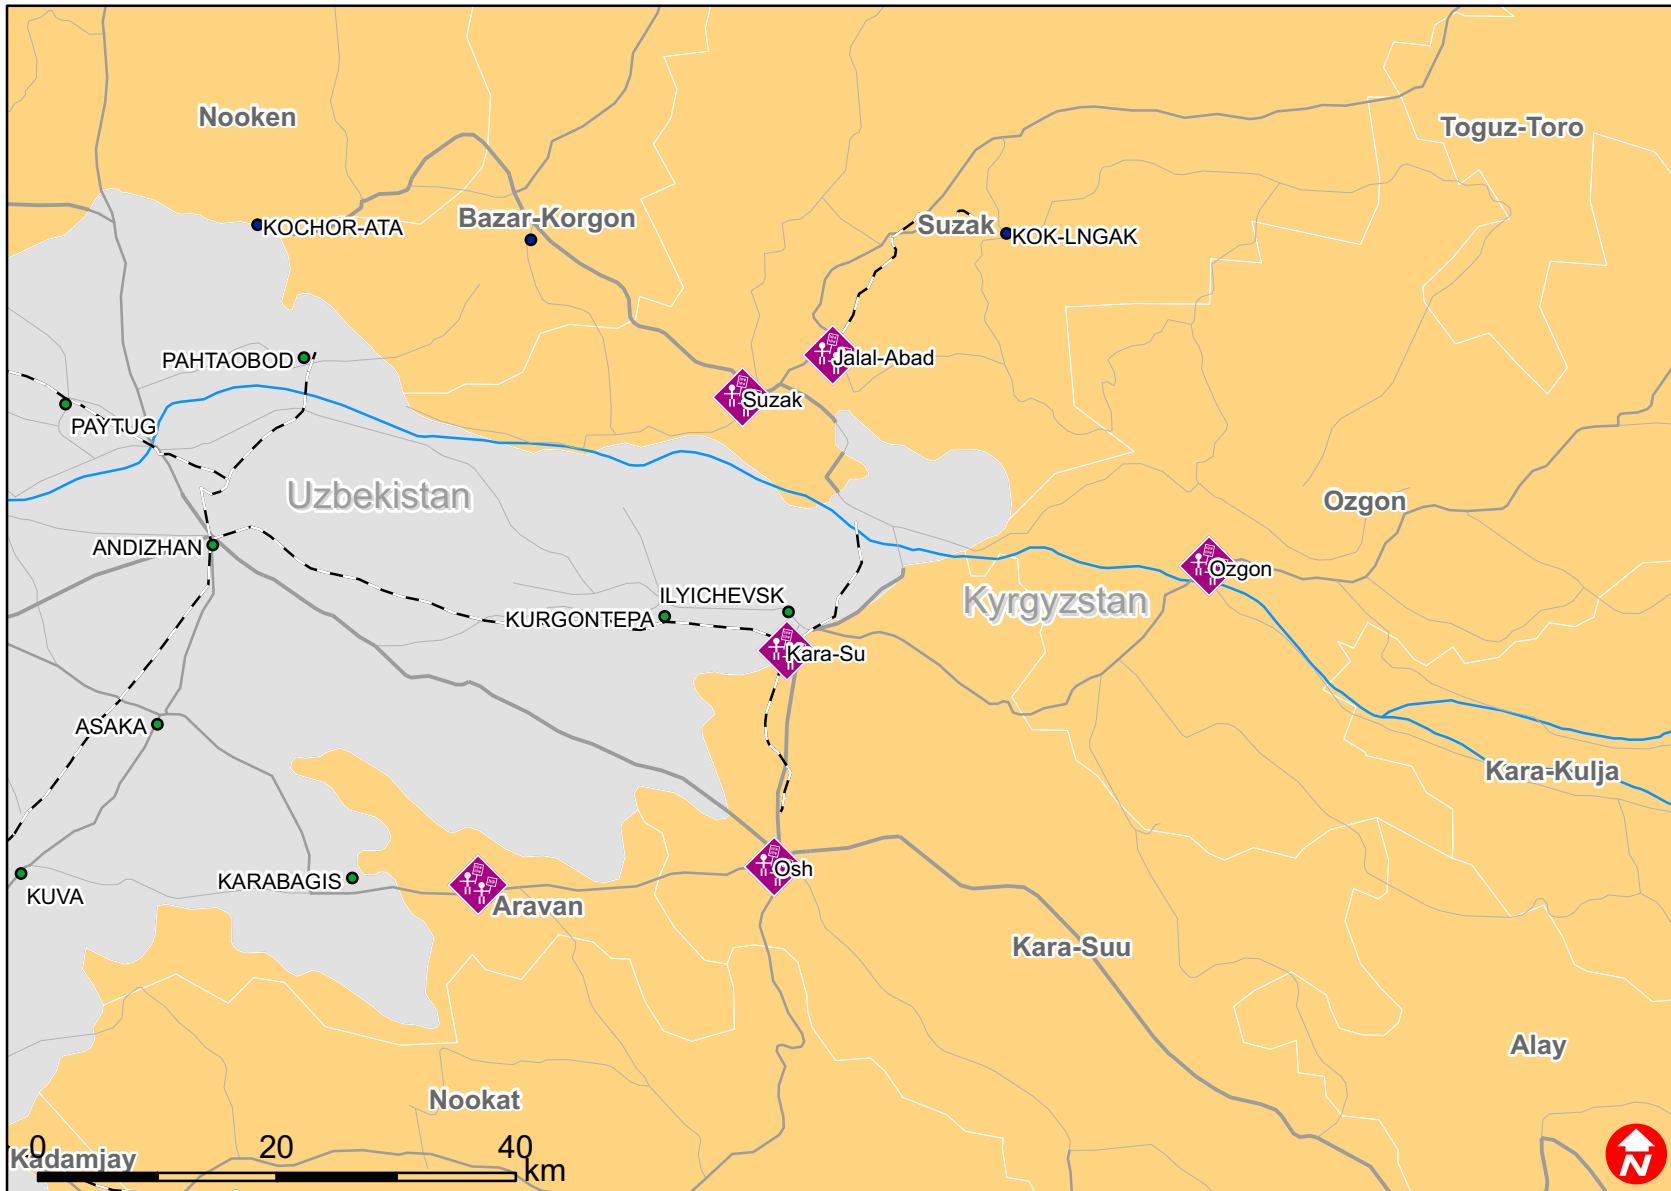 Nooken
Toguz-Toro
Bazar-Korgon
KOCHOR-ATA
Suzak
KOK-LNGAK
PAHTAOBOD
Jalal-Abad
Suzak
PAYTUG
Uzbekistan
Ozgon
ANDIZHAN
Ozgon
ILYICHEVSK
Kyrgyzstan
KURGONTEPA
Kara-Su
ASAKA
Kara-Kulja
Osh
KARABAGIS
KUVA
Aravan
Kara-Suu
Alay
Nookat
0 20 40
km
Kadamjay
N